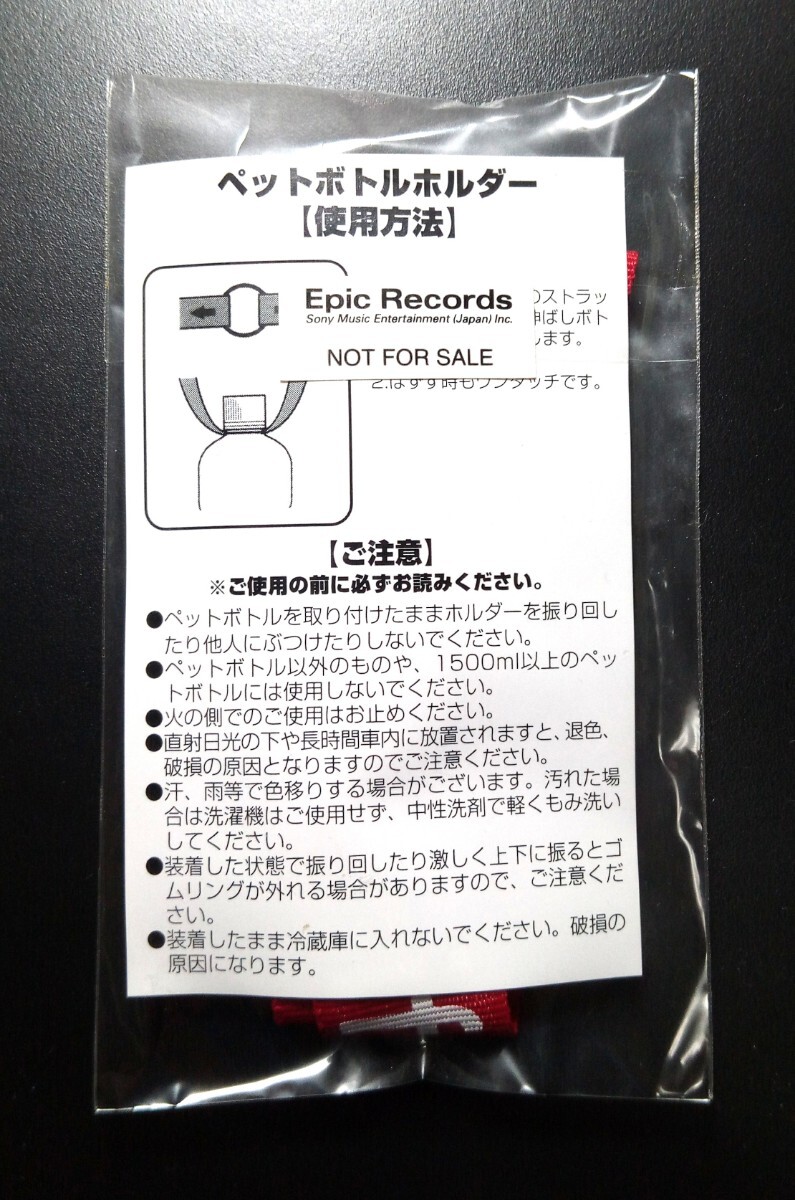 ペットボトルホルダー
【使用方法】
Epic Records
Sony Music Entertainment (Japan) Inc.
NOT FOR SALE
ストラッ
伸ばしボト
します。
2.はずす時もワンタッチです。
【ご注意】
※ご使用の前に必ずお読みください。
●ペットボトルを取り付けたままホルダーを振り回し
たり他人にぶつけたりしないでください。
●ペットボトル以外のものや、1500ml以上のペッ
トボトルには使用しないでください。
●火の側でのご使用はお止めください。
●直射日光の下や長時間車内に放置されますと、退色、
破損の原因となりますのでご注意ください。
●汗、雨等で色移りする場合がございます。汚れた場
合は洗濯機はご使用せず、中性洗剤で軽くもみ洗い
してください。
●装着した状態で振り回したり激しく上下に振るとゴ
ムリングが外れる場合がありますので、ご注意くだ
さい。
●装着したまま冷蔵庫に入れないでください。破損の
原因になります。